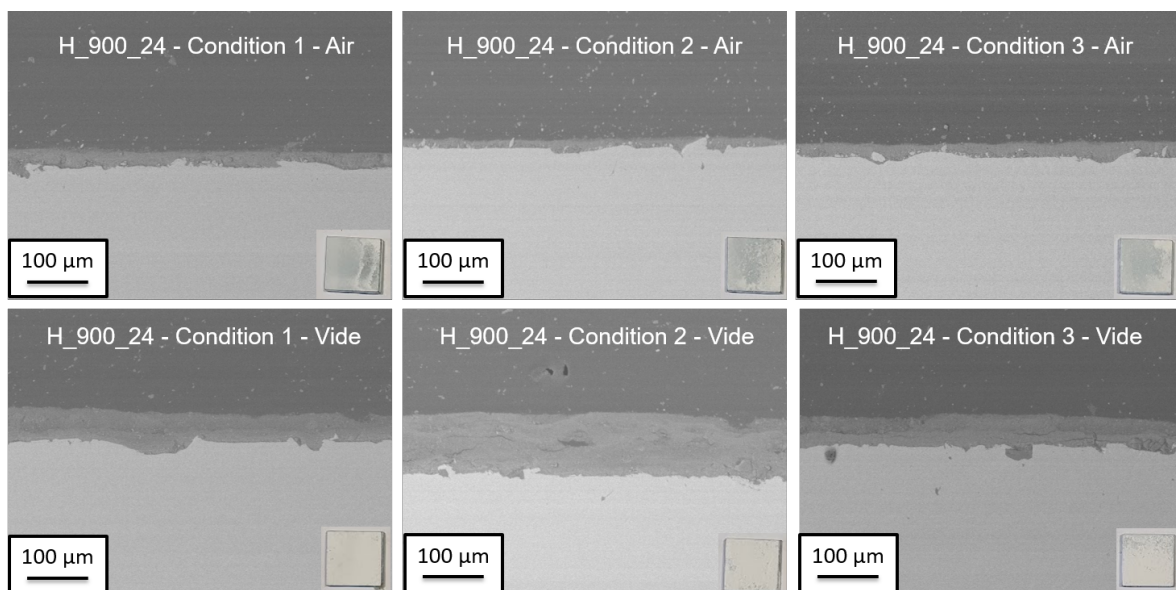 H_900_24 - Condition 1 - Air
H_900_24 - Condition 2 - Air
H_900_24 - Condition 3 - Air
100 µm
100 µm
100 µm
H_900_24 - Condition 1 - Vide
H_900_24 - Condition 2 - Vide
H_900_24 - Condition 3 - Vide
100 µm
100 µm
100 µm